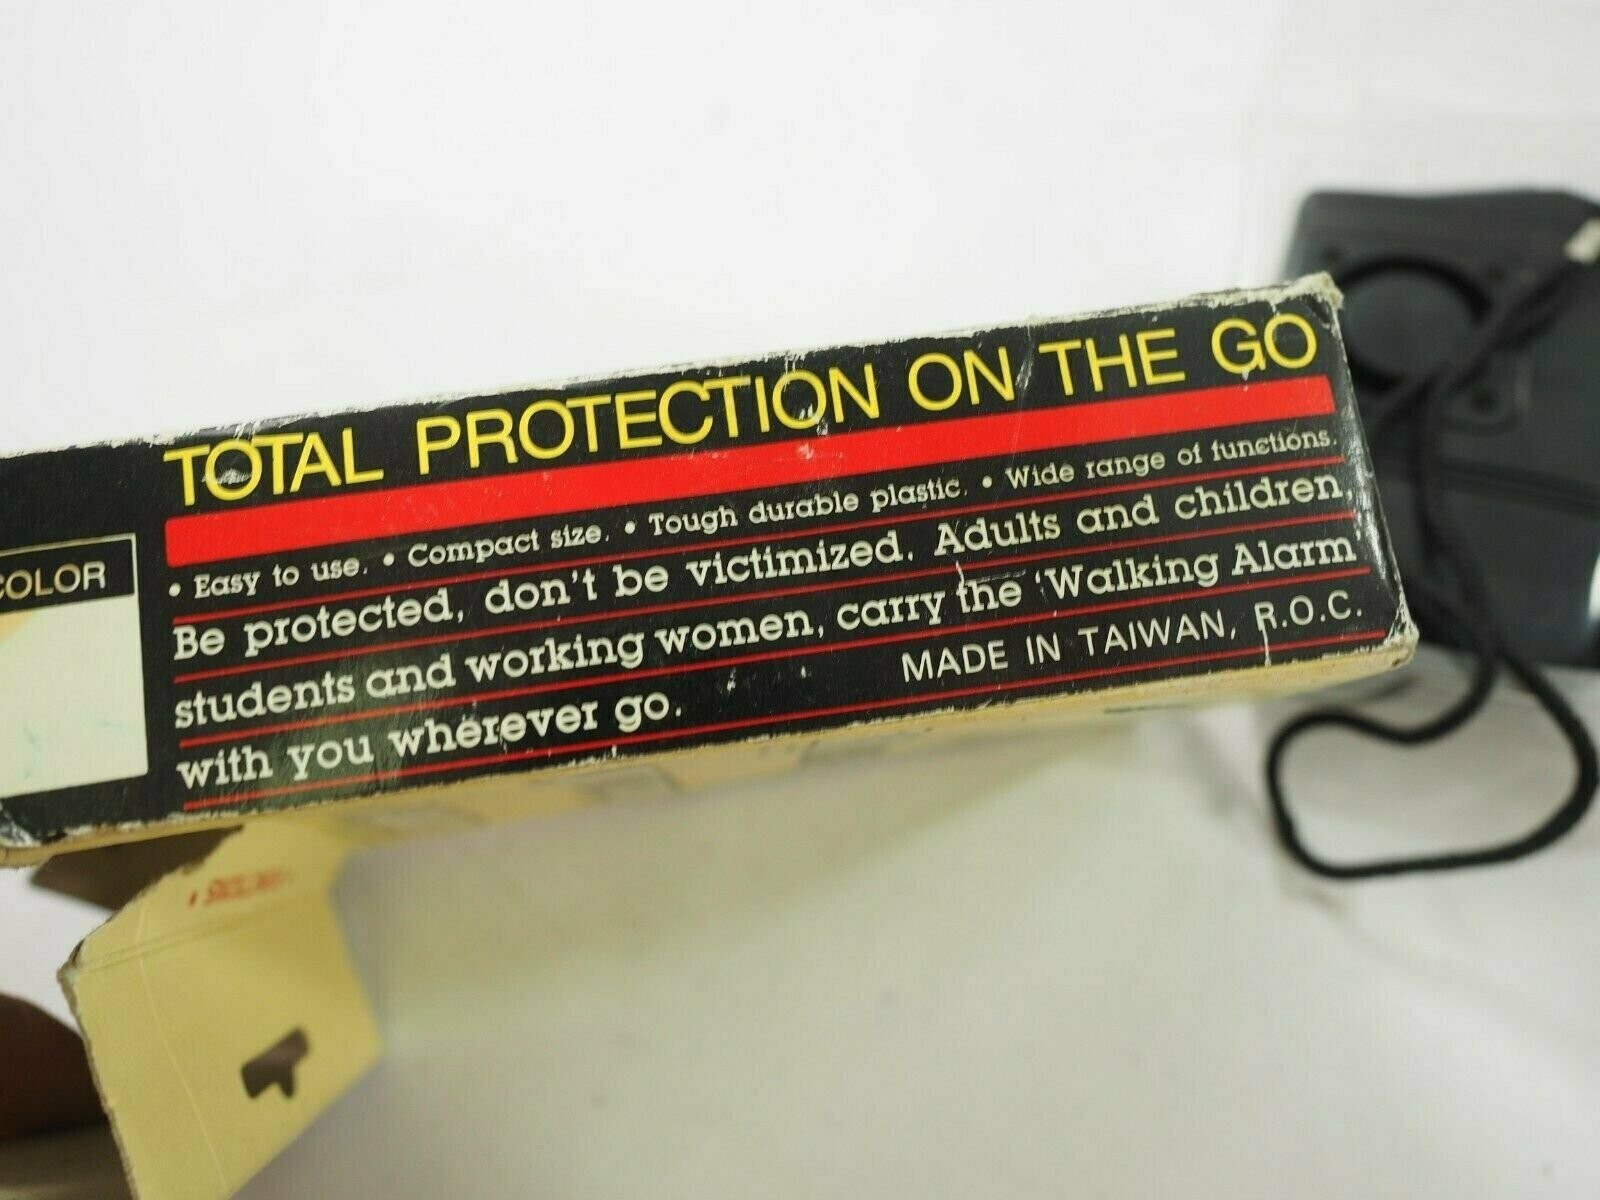 TOTAL PROTECTION ON THE GO
• Easy to use. • Compact size. • Tough durable plastic. • Wide range of functions.
Be protected, don't be victimized. Adults and children,
students and working women, carry the 'Walking Alarm
with you wherever go.
MADE IN TAIWAN, R.O.C.
COLOR